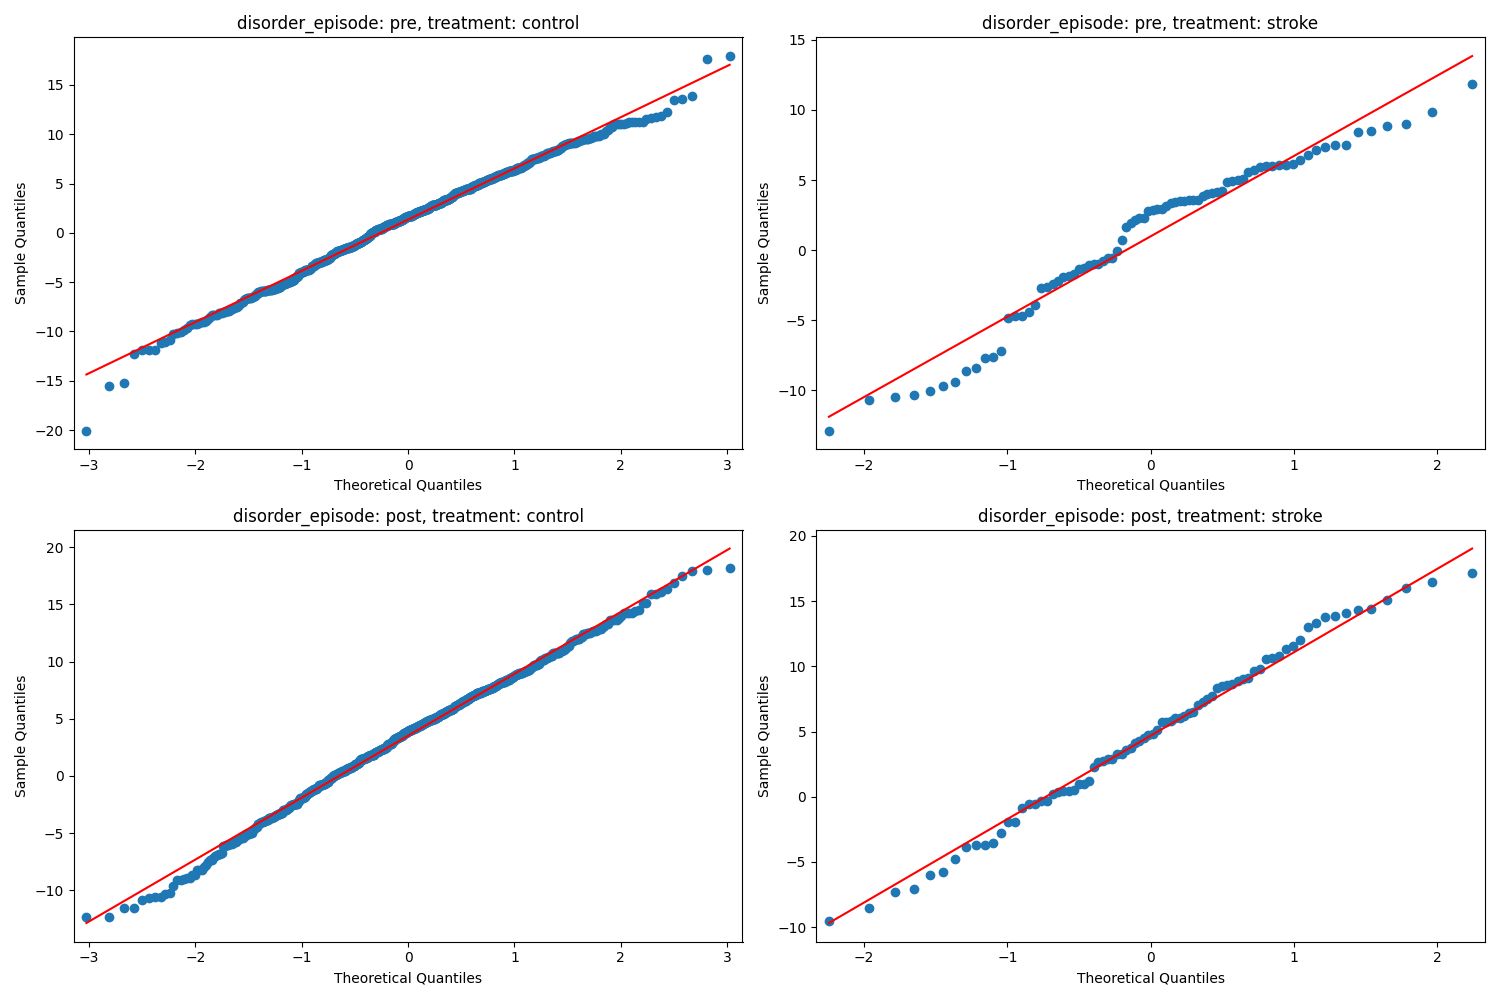 disorder_episode: pre, treatment: control
15
10
5
0
−5
−10
−15
−20
Sample Quantiles
−3 −2 −1 0 1 2 3
Theoretical Quantiles
disorder_episode: pre, treatment: stroke
15
10
5
0
−5
−10
Sample Quantiles
−2 −1 0 1 2
Theoretical Quantiles
disorder_episode: post, treatment: control
20
15
10
5
0
−5
−10
Sample Quantiles
−3 −2 −1 0 1 2 3
Theoretical Quantiles
disorder_episode: post, treatment: stroke
20
15
10
5
0
−5
−10
Sample Quantiles
−2 −1 0 1 2
Theoretical Quantiles